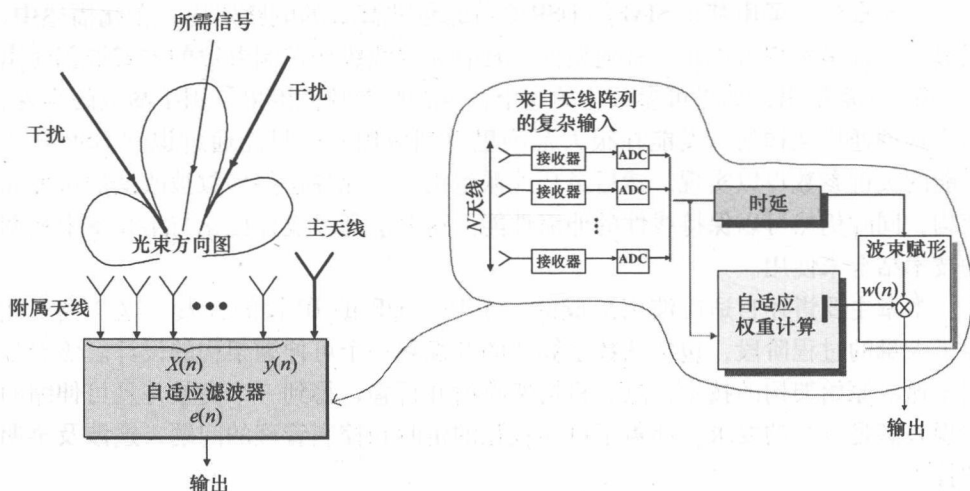 所需信号
干扰
干扰
光束方向图
主天线
附属天线
X(n)
y(n)
自适应滤波器
e(n)
输出
来自天线阵列
的复杂输入
N天线
接收器
ADC
接收器
ADC
接收器
ADC
时延
波束赋形
w(n)
自适应
权重计算
输出